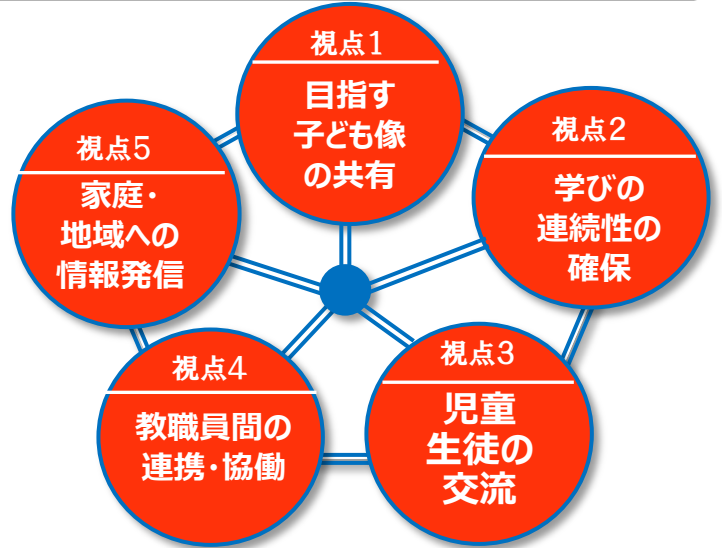 視点1
目指す
子ども像
の共有
視点2
学びの
連続性の
確保
視点3
児童
生徒の
交流
視点4
教職員間の
連携・協働
視点5
家庭・
地域への
情報発信